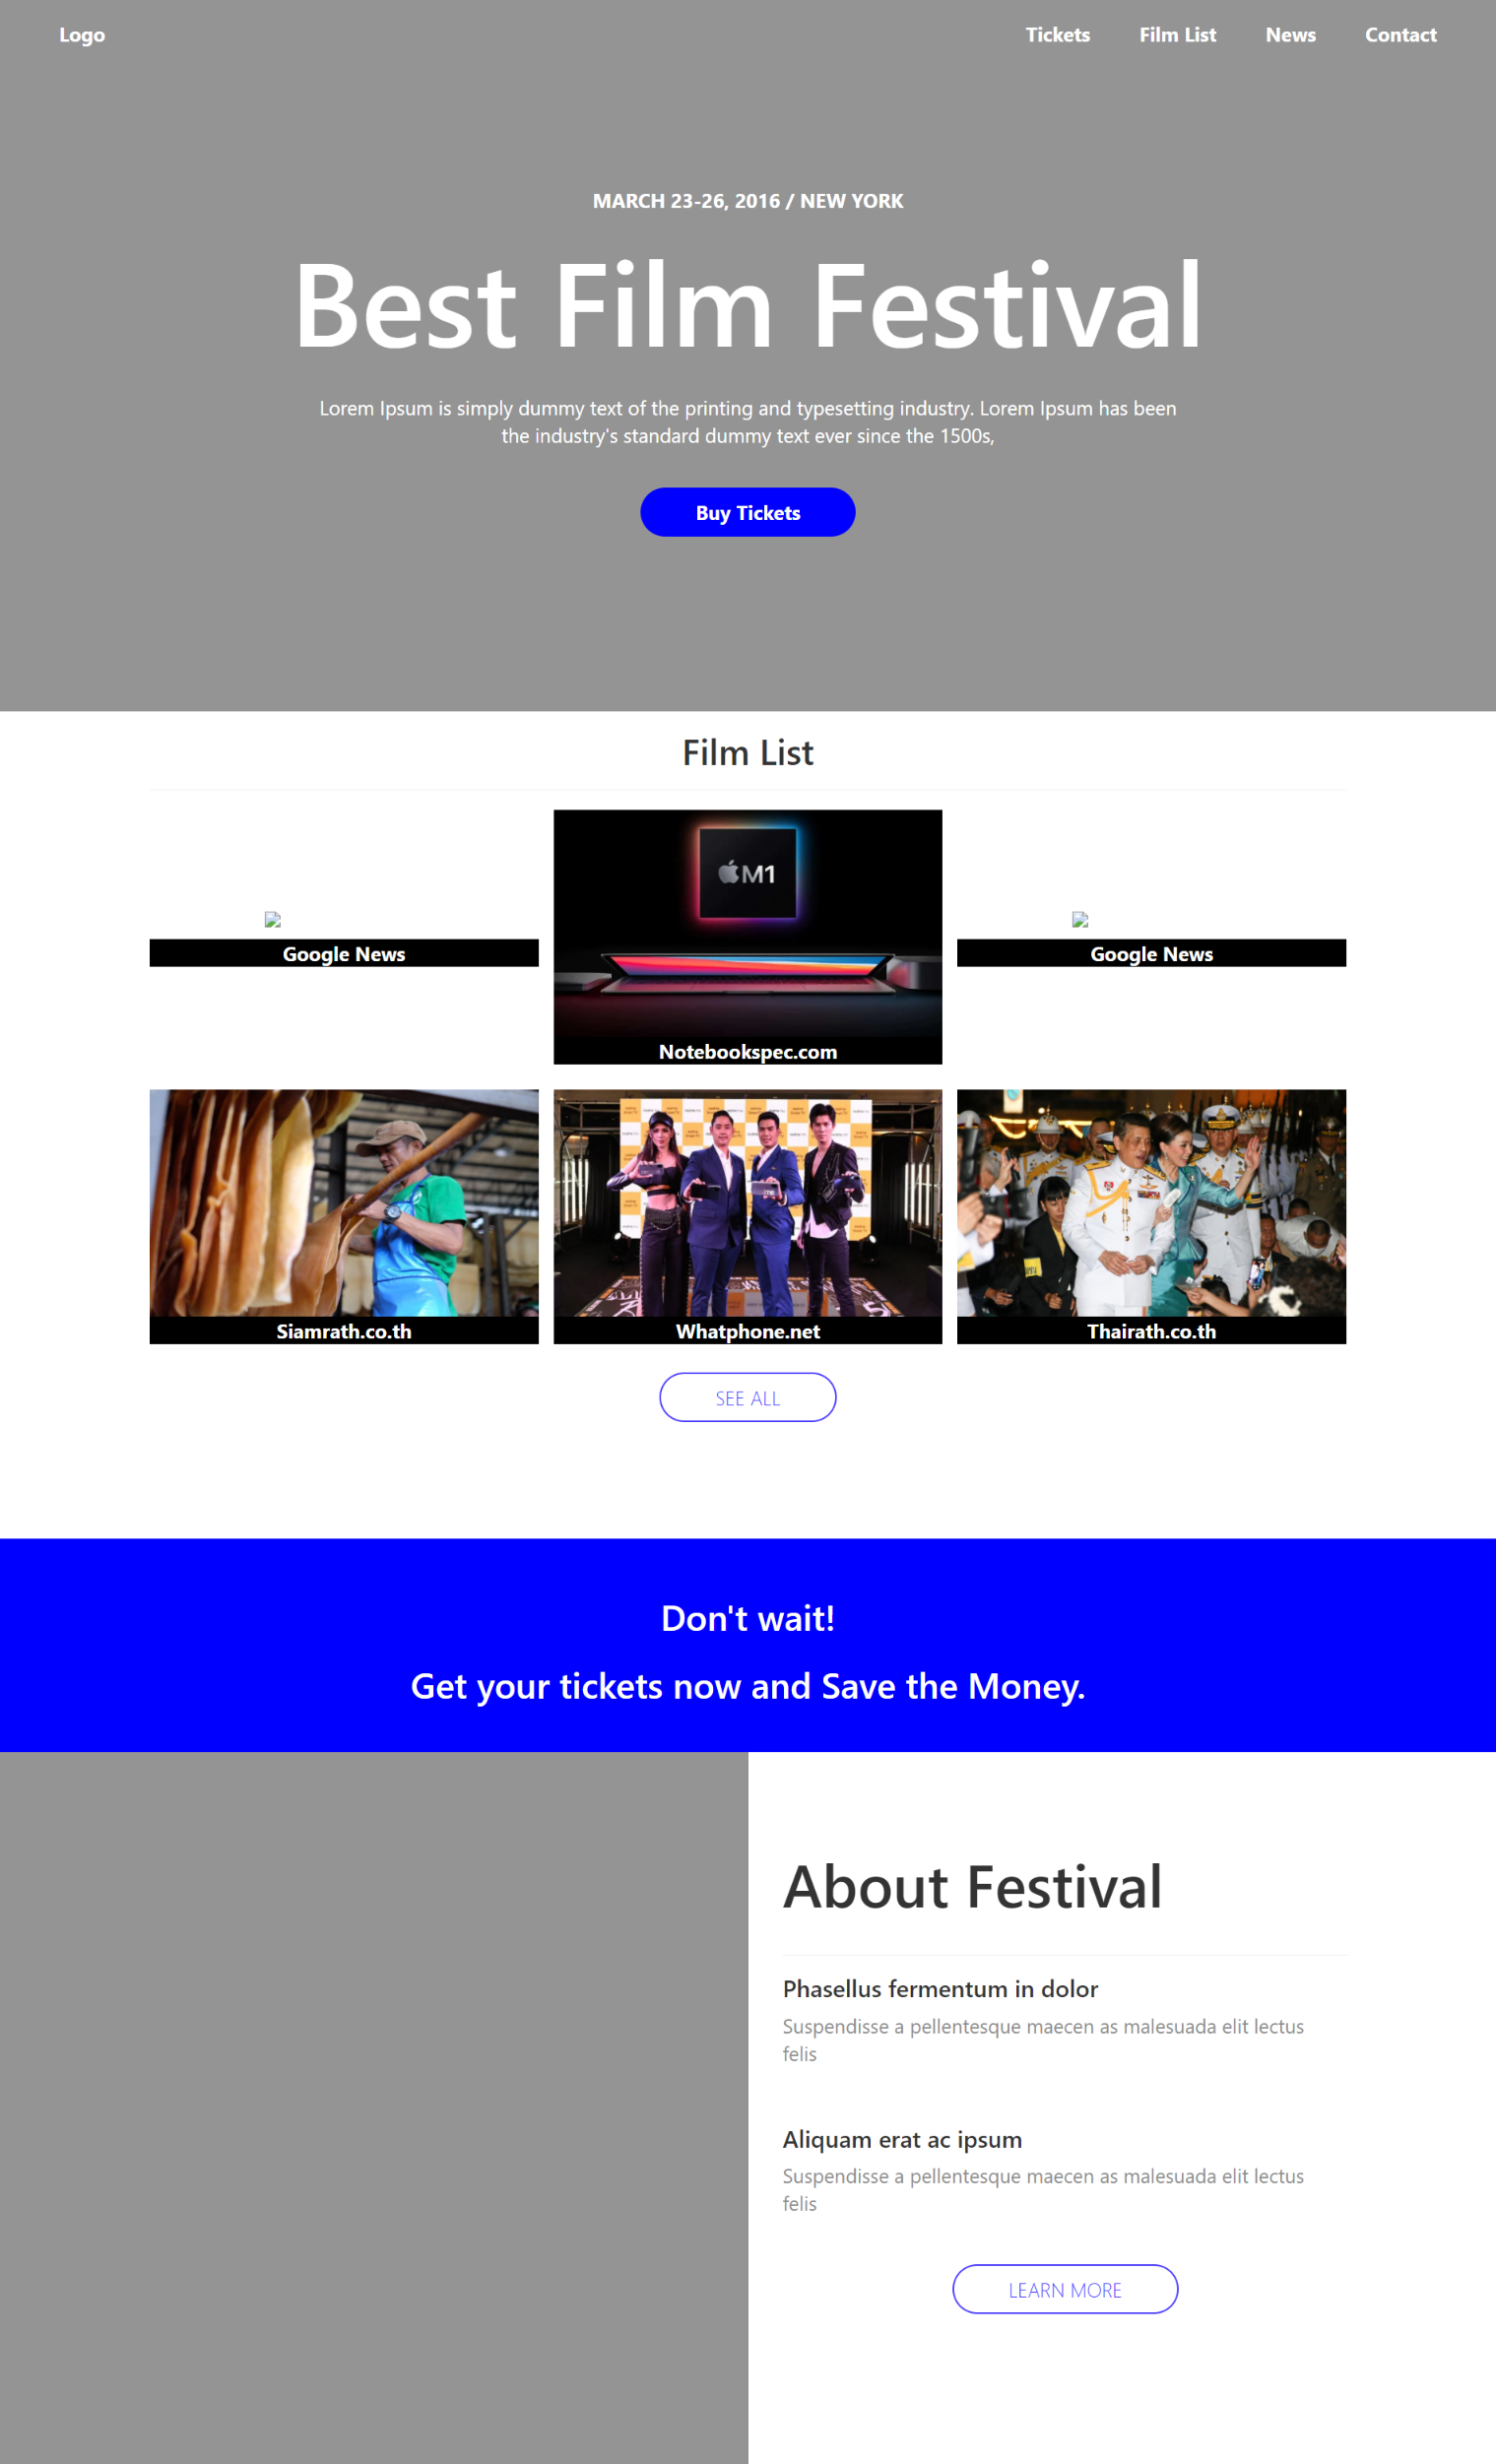 Logo
Tickets
Film List
News
Contact
MARCH 23-26, 2016 / NEW YORK
Best Film Festival
Lorem Ipsum is simply dummy text of the printing and typesetting industry. Lorem Ipsum has been
the industry's standard dummy text ever since the 1500s,
Buy Tickets
Film List
M1
Google News
Notebookspec.com
Google News
Siamrath.co.th
Whatphone.net
Thairath.co.th
SEE ALL
Don't wait!
Get your tickets now and Save the Money.
About Festival
Phasellus fermentum in dolor
Suspendisse a pellentesque maecen as malesuada elit lectus
felis
Aliquam erat ac ipsum
Suspendisse a pellentesque maecen as malesuada elit lectus
felis
LEARN MORE